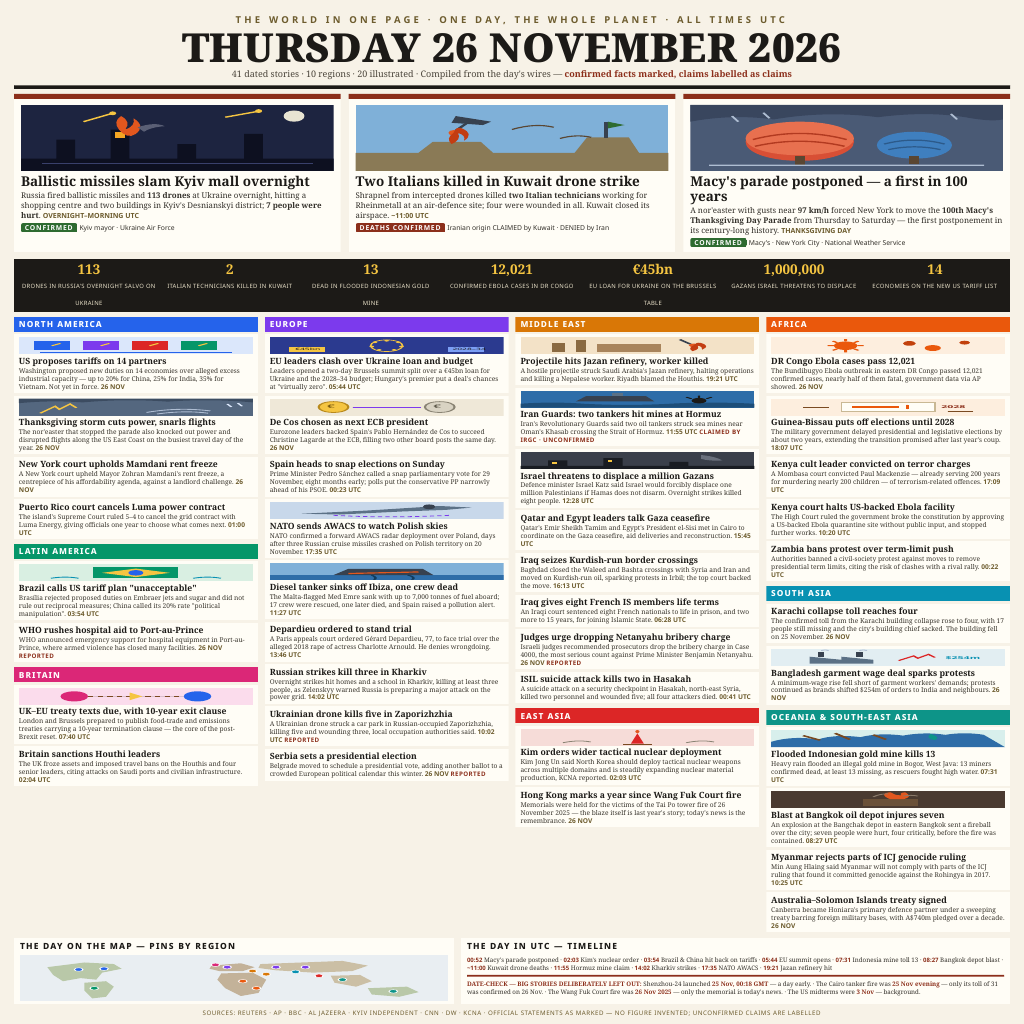 THE WORLD IN ONE PAGE · ONE DAY, THE WHOLE PLANET · ALL TIMES UTC
THURSDAY 26 NOVEMBER 2026
41 dated stories · 10 regions · 20 illustrated · Compiled from the day's wires — confirmed facts marked, claims labelled as claims
Ballistic missiles slam Kyiv mall overnight
Russia fired ballistic missiles and 113 drones at Ukraine overnight, hitting a
shopping centre and two buildings in Kyiv's Desnianskyi district; 7 people were
hurt. OVERNIGHT–MORNING UTC
CONFIRMED Kyiv mayor · Ukraine Air Force
Two Italians killed in Kuwait drone strike
Shrapnel from intercepted drones killed two Italian technicians working for
Rheinmetall at an air-defence site; four were wounded in all. Kuwait closed its
airspace. ~11:00 UTC
DEATHS CONFIRMED Iranian origin CLAIMED by Kuwait · DENIED by Iran
Macy's parade postponed — a first in 100
years
A nor'easter with gusts near 97 km/h forced New York to move the 100th Macy's
Thanksgiving Day Parade from Thursday to Saturday — the first postponement in
its century-long history. THANKSGIVING DAY
CONFIRMED Macy's · New York City · National Weather Service
113
DRONES IN RUSSIA'S OVERNIGHT SALVO ON
UKRAINE
2
ITALIAN TECHNICIANS KILLED IN KUWAIT
13
DEAD IN FLOODED INDONESIAN GOLD
MINE
12,021
CONFIRMED EBOLA CASES IN DR CONGO
€45bn
EU LOAN FOR UKRAINE ON THE BRUSSELS
TABLE
1,000,000
GAZANS ISRAEL THREATENS TO DISPLACE
14
ECONOMIES ON THE NEW US TARIFF LIST
NORTH AMERICA
US proposes tariffs on 14 partners
Washington proposed new duties on 14 economies over alleged excess
industrial capacity — up to 20% for China, 25% for India, 35% for
Vietnam. Not yet in force. 26 NOV
Thanksgiving storm cuts power, snarls flights
The nor'easter that stopped the parade also knocked out power and
disrupted flights along the US East Coast on the busiest travel day of the
year. 26 NOV
New York court upholds Mamdani rent freeze
A New York court upheld Mayor Zohran Mamdani's rent freeze, a
centrepiece of his affordability agenda, against a landlord challenge. 26
NOV
Puerto Rico court cancels Luma power contract
The island's Supreme Court ruled 5–4 to cancel the grid contract with
Luma Energy, giving officials one year to choose what comes next. 01:00
UTC
LATIN AMERICA
Brazil calls US tariff plan "unacceptable"
Brasília rejected proposed duties on Embraer jets and sugar and did not
rule out reciprocal measures; China called its 20% rate "political
manipulation". 03:54 UTC
WHO rushes hospital aid to Port-au-Prince
WHO announced emergency support for hospital equipment in Port-au-
Prince, where armed violence has closed many facilities. 26 NOV
REPORTED
BRITAIN
UK–EU treaty texts due, with 10-year exit clause
London and Brussels prepared to publish food-trade and emissions
treaties carrying a 10-year termination clause — the core of the post-
Brexit reset. 07:40 UTC
Britain sanctions Houthi leaders
The UK froze assets and imposed travel bans on the Houthis and four
senior leaders, citing attacks on Saudi ports and civilian infrastructure.
02:04 UTC
EUROPE
€45bn
EU leaders clash over Ukraine loan and budget
Leaders opened a two-day Brussels summit split over a €45bn loan for
Ukraine and the 2028–34 budget; Hungary's premier put a deal's chances
at "virtually zero". 05:44 UTC
€ €
De Cos chosen as next ECB president
Eurozone leaders backed Spain's Pablo Hernández de Cos to succeed
Christine Lagarde at the ECB, filling two other board posts the same day.
26 NOV
Spain heads to snap elections on Sunday
Prime Minister Pedro Sánchez called a snap parliamentary vote for 29
November, eight months early; polls put the conservative PP narrowly
ahead of his PSOE. 00:23 UTC
NATO sends AWACS to watch Polish skies
NATO confirmed a forward AWACS radar deployment over Poland, days
after three Russian cruise missiles crashed on Polish territory on 20
November. 17:35 UTC
Diesel tanker sinks off Ibiza, one crew dead
The Malta-flagged Med Emre sank with up to 7,000 tonnes of fuel aboard;
17 crew were rescued, one later died, and Spain raised a pollution alert.
11:27 UTC
Depardieu ordered to stand trial
A Paris appeals court ordered Gérard Depardieu, 77, to face trial over the
alleged 2018 rape of actress Charlotte Arnould. He denies wrongdoing.
13:46 UTC
Russian strikes kill three in Kharkiv
Overnight strikes hit homes and a school in Kharkiv, killing at least three
people, as Zelenskyy warned Russia is preparing a major attack on the
power grid. 14:02 UTC
Ukrainian drone kills five in Zaporizhzhia
A Ukrainian drone struck a car park in Russian-occupied Zaporizhzhia,
killing five and wounding three, local occupation authorities said. 10:02
UTC REPORTED
Serbia sets a presidential election
Belgrade moved to schedule a presidential vote, adding another ballot to a
crowded European political calendar this winter. 26 NOV REPORTED
MIDDLE EAST
Projectile hits Jazan refinery, worker killed
A hostile projectile struck Saudi Arabia's Jazan refinery, halting operations
and killing a Nepalese worker. Riyadh blamed the Houthis. 19:21 UTC
Iran Guards: two tankers hit mines at Hormuz
Iran's Revolutionary Guards said two oil tankers struck sea mines near
Oman's Khasab crossing the Strait of Hormuz. 11:55 UTC CLAIMED BY
IRGC · UNCONFIRMED
Israel threatens to displace a million Gazans
Defence minister Israel Katz said Israel would forcibly displace one
million Palestinians if Hamas does not disarm. Overnight strikes killed
eight people. 12:28 UTC
Qatar and Egypt leaders talk Gaza ceasefire
Qatar's Emir Sheikh Tamim and Egypt's President el-Sisi met in Cairo to
coordinate on the Gaza ceasefire, aid deliveries and reconstruction. 15:45
UTC
Iraq seizes Kurdish-run border crossings
Baghdad closed the Waleed and Bashta crossings with Syria and Iran and
moved on Kurdish-run oil, sparking protests in Irbil; the top court backed
the move. 16:13 UTC
Iraq gives eight French IS members life terms
An Iraqi court sentenced eight French nationals to life in prison, and two
more to 15 years, for joining Islamic State. 06:28 UTC
Judges urge dropping Netanyahu bribery charge
Israeli judges recommended prosecutors drop the bribery charge in Case
4000, the most serious count against Prime Minister Benjamin Netanyahu.
26 NOV REPORTED
ISIL suicide attack kills two in Hasakah
A suicide attack on a security checkpoint in Hasakah, north-east Syria,
killed two personnel and wounded five; all four attackers died. 00:41 UTC
EAST ASIA
Kim orders wider tactical nuclear deployment
Kim Jong Un said North Korea should deploy tactical nuclear weapons
across multiple domains and is steadily expanding nuclear material
production, KCNA reported. 02:03 UTC
Hong Kong marks a year since Wang Fuk Court fire
Memorials were held for the victims of the Tai Po tower fire of 26
November 2025 — the blaze itself is last year's story; today's news is the
remembrance. 26 NOV
AFRICA
DR Congo Ebola cases pass 12,021
The Bundibugyo Ebola outbreak in eastern DR Congo passed 12,021
confirmed cases, nearly half of them fatal, government data via AP
showed. 26 NOV
2028
Guinea-Bissau puts off elections until 2028
The military government delayed presidential and legislative elections by
about two years, extending the transition promised after last year's coup.
18:07 UTC
Kenya cult leader convicted on terror charges
A Mombasa court convicted Paul Mackenzie — already serving 200 years
for murdering nearly 200 children — of terrorism-related offences. 17:09
UTC
Kenya court halts US-backed Ebola facility
The High Court ruled the government broke the constitution by approving
a US-backed Ebola quarantine site without public input, and stopped
further works. 10:20 UTC
Zambia bans protest over term-limit push
Authorities banned a civil-society protest against moves to remove
presidential term limits, citing the risk of clashes with a rival rally. 00:22
UTC
SOUTH ASIA
Karachi collapse toll reaches four
The confirmed toll from the Karachi building collapse rose to four, with 17
people still missing and the city's building chief sacked. The building fell
on 25 November. 26 NOV
$254m
Bangladesh garment wage deal sparks protests
A minimum-wage rise fell short of garment workers' demands; protests
continued as brands shifted $254m of orders to India and neighbours. 26
NOV
OCEANIA & SOUTH-EAST ASIA
Flooded Indonesian gold mine kills 13
Heavy rain flooded an illegal gold mine in Bogor, West Java: 13 miners
confirmed dead, at least 13 missing, as rescuers fought high water. 07:31
UTC
Blast at Bangkok oil depot injures seven
An explosion at the Bangchak depot in eastern Bangkok sent a fireball
over the city; seven people were hurt, four critically, before the fire was
contained. 08:27 UTC
Myanmar rejects parts of ICJ genocide ruling
Min Aung Hlaing said Myanmar will not comply with parts of the ICJ
ruling that found it committed genocide against the Rohingya in 2017.
10:25 UTC
Australia–Solomon Islands treaty signed
Canberra became Honiara's primary defence partner under a sweeping
treaty barring foreign military bases, with A$740m pledged over a decade.
26 NOV
THE DAY ON THE MAP — PINS BY REGION
THE DAY IN UTC — TIMELINE
00:52 Macy's parade postponed · 02:03 Kim's nuclear order · 03:54 Brazil & China hit back on tariffs · 05:44 EU summit opens · 07:31 Indonesia mine toll 13 · 08:27 Bangkok depot blast ·
~11:00 Kuwait drone deaths · 11:55 Hormuz mine claim · 14:02 Kharkiv strikes · 17:35 NATO AWACS · 19:21 Jazan refinery hit
DATE-CHECK — BIG STORIES DELIBERATELY LEFT OUT: Shenzhou-24 launched 25 Nov, 00:18 GMT — a day early. · The Cairo tanker fire was 25 Nov evening — only its toll of 31
was confirmed on 26 Nov. · The Wang Fuk Court fire was 26 Nov 2025 — only the memorial is today's news. · The US midterms were 3 Nov — background.
SOURCES: REUTERS · AP · BBC · AL JAZEERA · KYIV INDEPENDENT · CNN · DW · KCNA · OFFICIAL STATEMENTS AS MARKED — NO FIGURE INVENTED; UNCONFIRMED CLAIMS ARE LABELLED